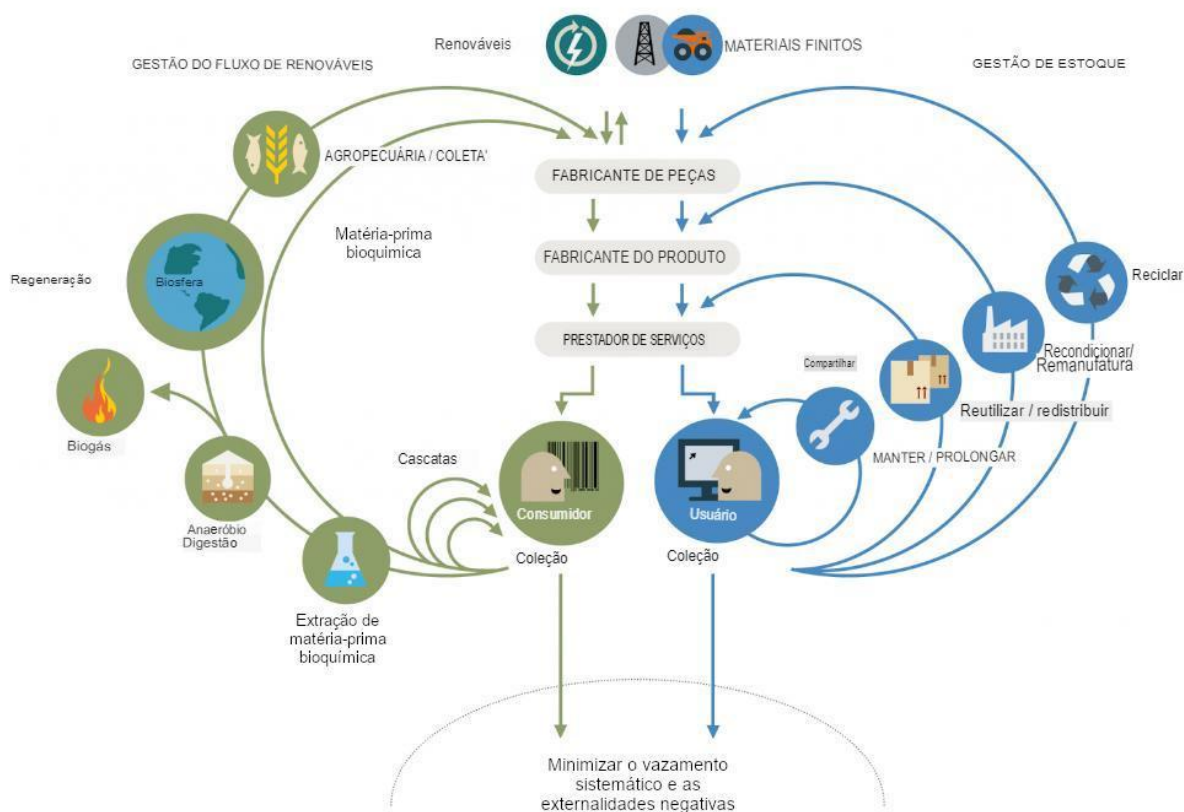 Renováveis
MATERIAIS FINITOS
GESTÃO DO FLUXO DE RENOVÁVEIS
GESTÃO DE ESTOQUE
AGROPECUÁRIA / COLETA'
FABRICANTE DE PEÇAS
Matéria-prima
bioquímica
FABRICANTE DO PRODUTO
Regeneração
Biosfera
Reciclar
PRESTADOR DE SERVIÇOS
Compartilhar
Recondicionar/
Remanufatura
Reutilizar / redistribuir
Biogás
Cascatas
MANTER / PROLONGAR
Consumidor
Usuário
Anaeróbio
Digestão
Coleção
Coleção
Extração de
matéria-prima
bioquímica
Minimizar o vazamento
sistemático e as
externalidades negativas